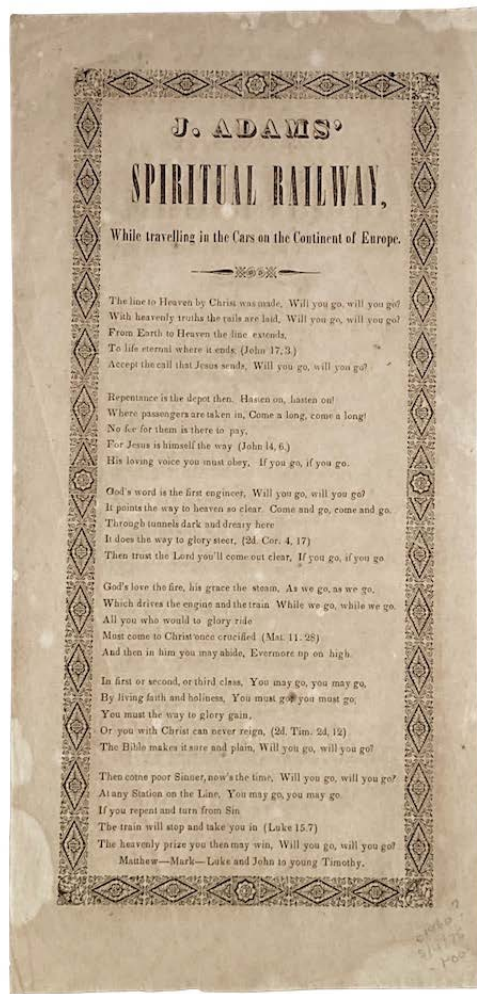 J. ADAMS'
SPIRITUAL RAILWAY,
While travelling in the Cars on the Continent of Europe.
The line to Heaven by Christ was made, Will you go, will you go?
With heavenly truths the rails are laid, Will you go, will you go?
From Earth to Heaven the line extends,
To life eternal where it ends, (John 17, 3.)
Accept the call that Jesus sends, Will you go, will you go?
Repentance is the depot then, Hasten on, hasten on!
Where passengers are taken in, Come a long, come a long!
No fee for them is there to pay,
For Jesus is himself the way (John 14, 6.)
His loving voice you must obey, If you go, if you go.
God's word is the first engineer, Will you go, will you go?
It points the way to heaven so clear. Come and go, come and go.
Through tunnels dark and dreary here
It does the way to glory steer, (2d. Cor. 4, 17)
Then trust the Lord you'll come out clear, If you go, if you go
God's love the fire, his grace the steam, As we go, as we go,
Which drives the engine and the train While we go, while we go.
All you who would to glory ride
Must come to Christ once crucified (Mat. 11. 28)
And then in him you may abide, Evermore up on high.
In first or second, or third class, You may go, you may go,
By living faith and holiness, You must go, you must go,
You must the way to glory gain,
Or you with Christ can never reign, (2d. Tim. 2d, 12)
The Bible makes it sure and plain, Will you go, will you go?
Then come poor Sinner, now's the time, Will you go, will you go?
At any Station on the Line, You may go, you may go.
If you repent and turn from Sin
The train will stop and take you in (Luke 15.7)
The heavenly prize you then may win, Will you go, will you go?
Matthew—Mark—Luke and John to young Timothy.